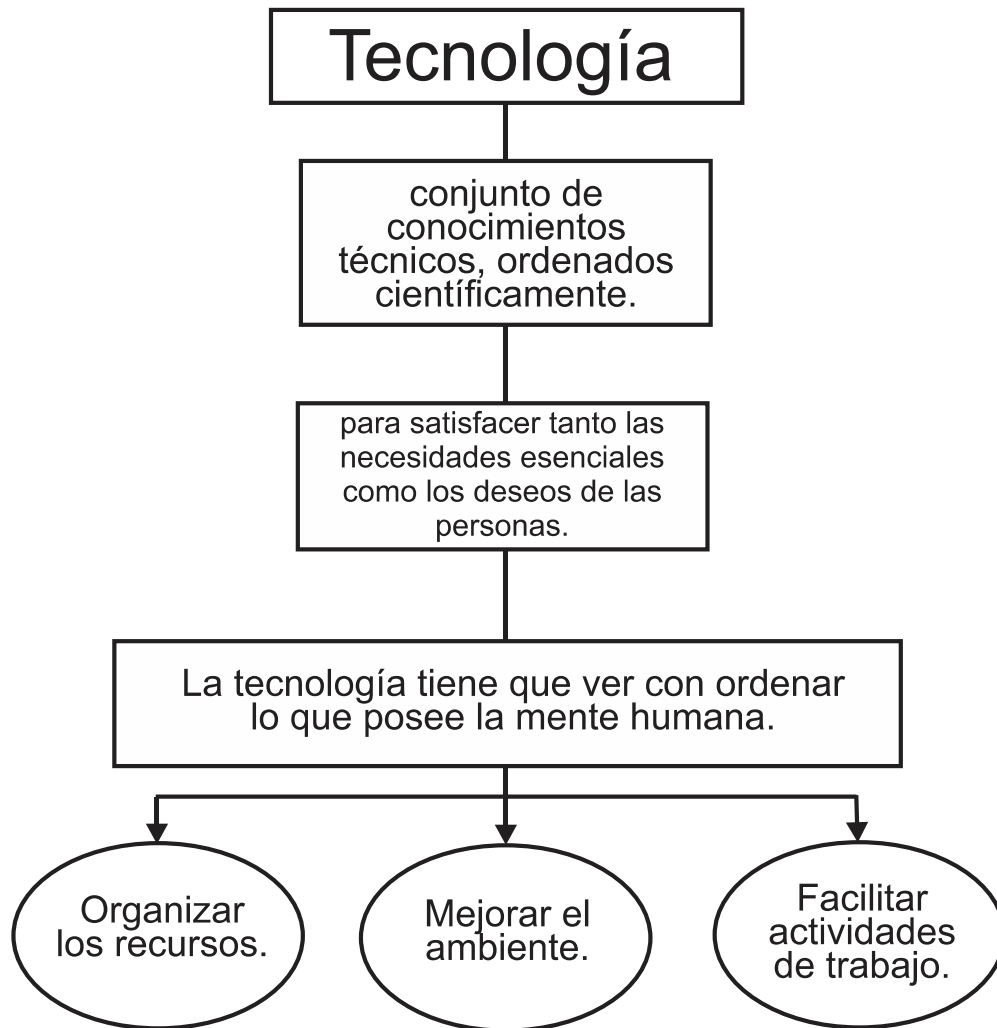 Tecnología
conjunto de
conocimientos
técnicos, ordenados
científicamente.
para satisfacer tanto las
necesidades esenciales
como los deseos de las
personas.
La tecnología tiene que ver con ordenar
lo que posee la mente humana.
Organizar
los recursos.
Mejorar el
ambiente.
Facilitar
actividades
de trabajo.